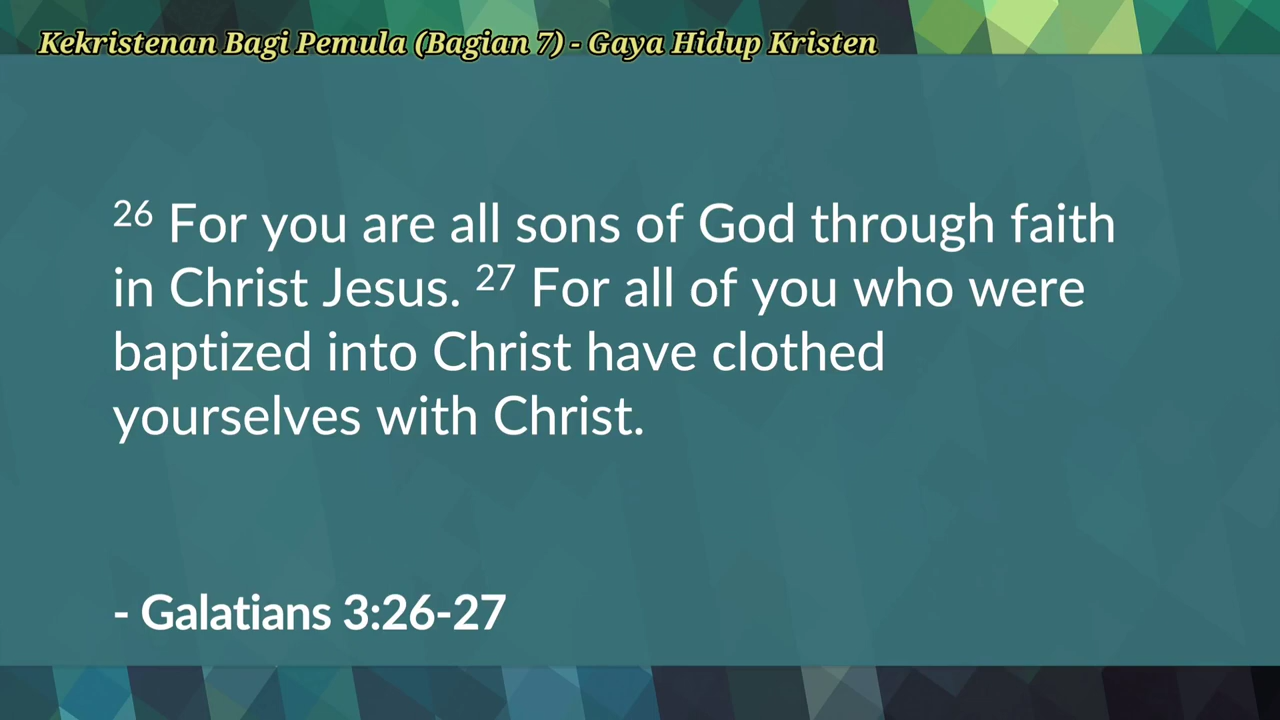 Kekristenan Bagi Pemula (Bagian 7) - Gaya Hidup Kristen
26 For you are all sons of God through faith
in Christ Jesus. 27 For all of you who were
baptized into Christ have clothed
yourselves with Christ.
- Galatians 3:26-27